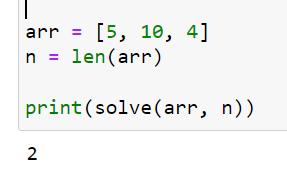 arr = [5, 10, 4]
n = len(arr)
print(solve(arr, n))
2